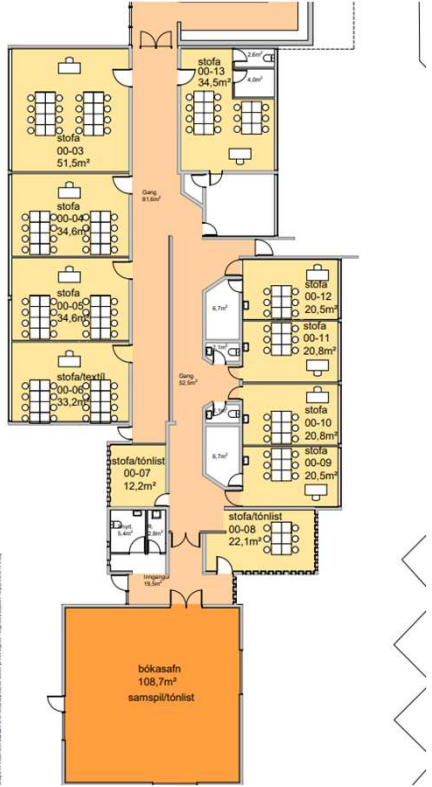 2,6m²
stofa
00-13
34,5m²
4,0m²
stofa
00-03
51,5m²
Gang
81,6m²
stofa
00-04
34,6m²
stofa
00-05
34,6m²
stofa/textíl
00-06
33,2m²
6,7m²
stofa
00-12
20,5m²
stofa
00-11
20,8m²
Gang
52,5m²
stofa
00-10
20,8m²
6,7m²
stofa
00-09
20,5m²
stofa/tónlist
00-07
12,2m²
stofa/tónlist
00-08
22,1m²
5,4m²
2,8m²
Inngang
19,5m²
bókasafn
108,7m²
samspil/tónlist